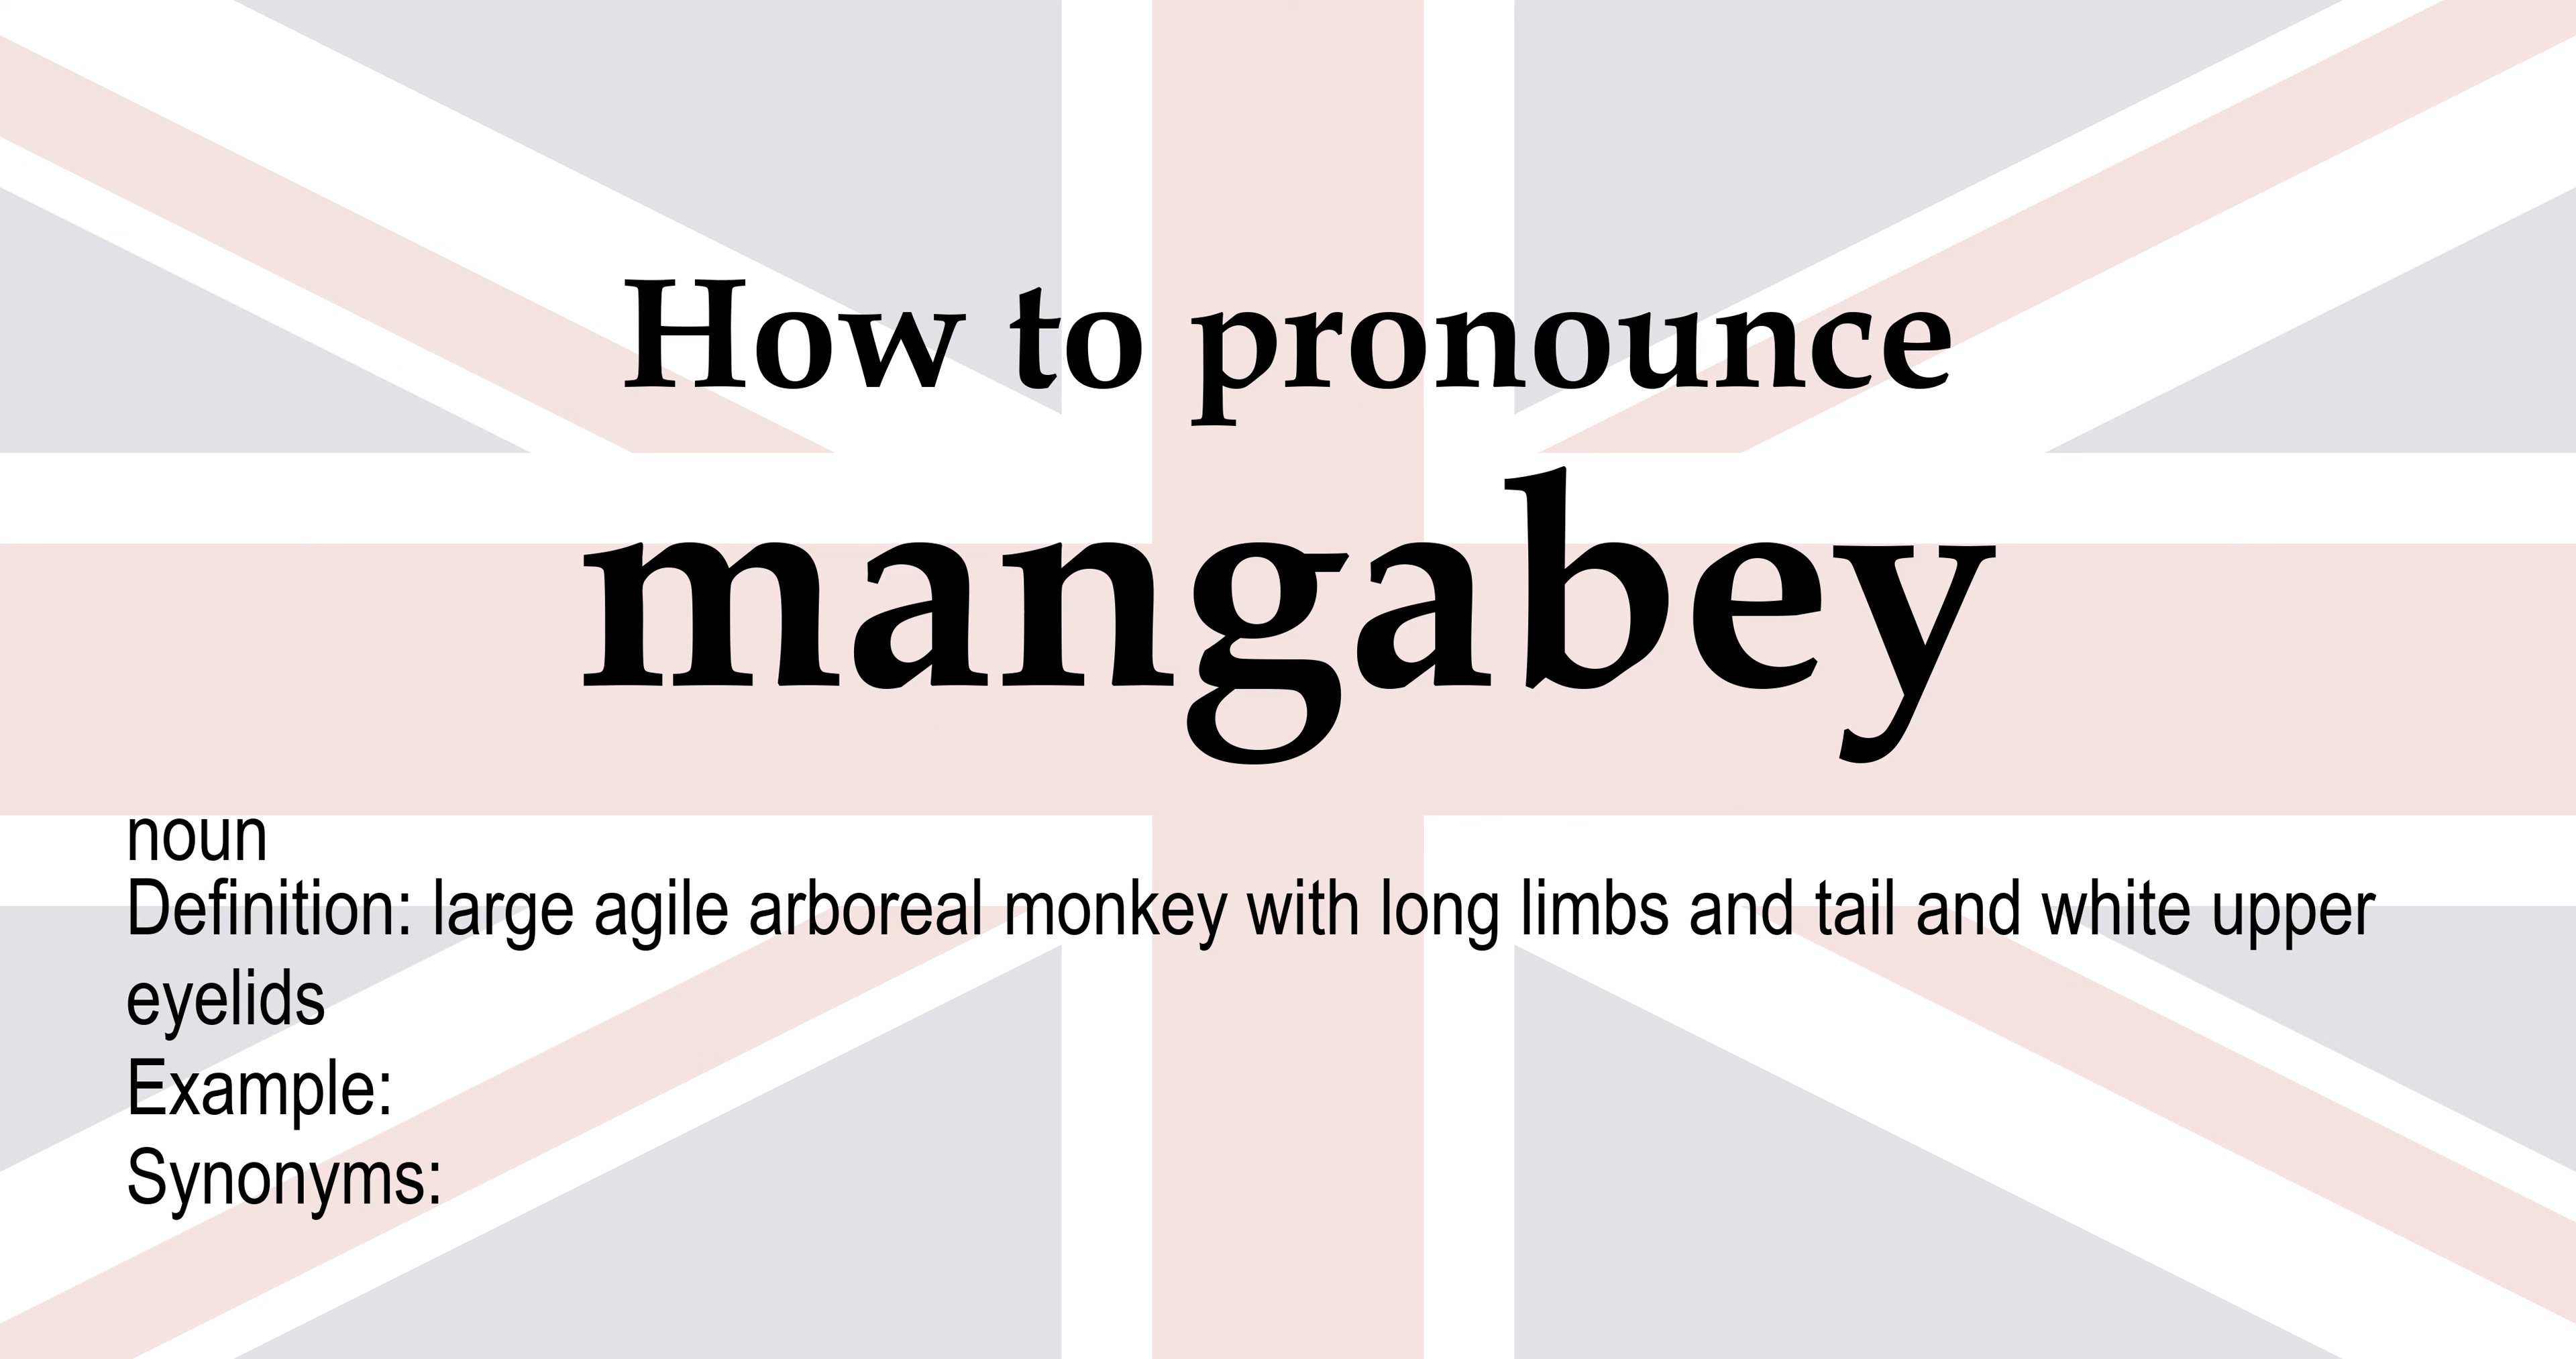 How to pronounce
mangabey
noun
Definition: large agile arboreal monkey with long limbs and tail and white upper
eyelids
Example:
Synonyms: